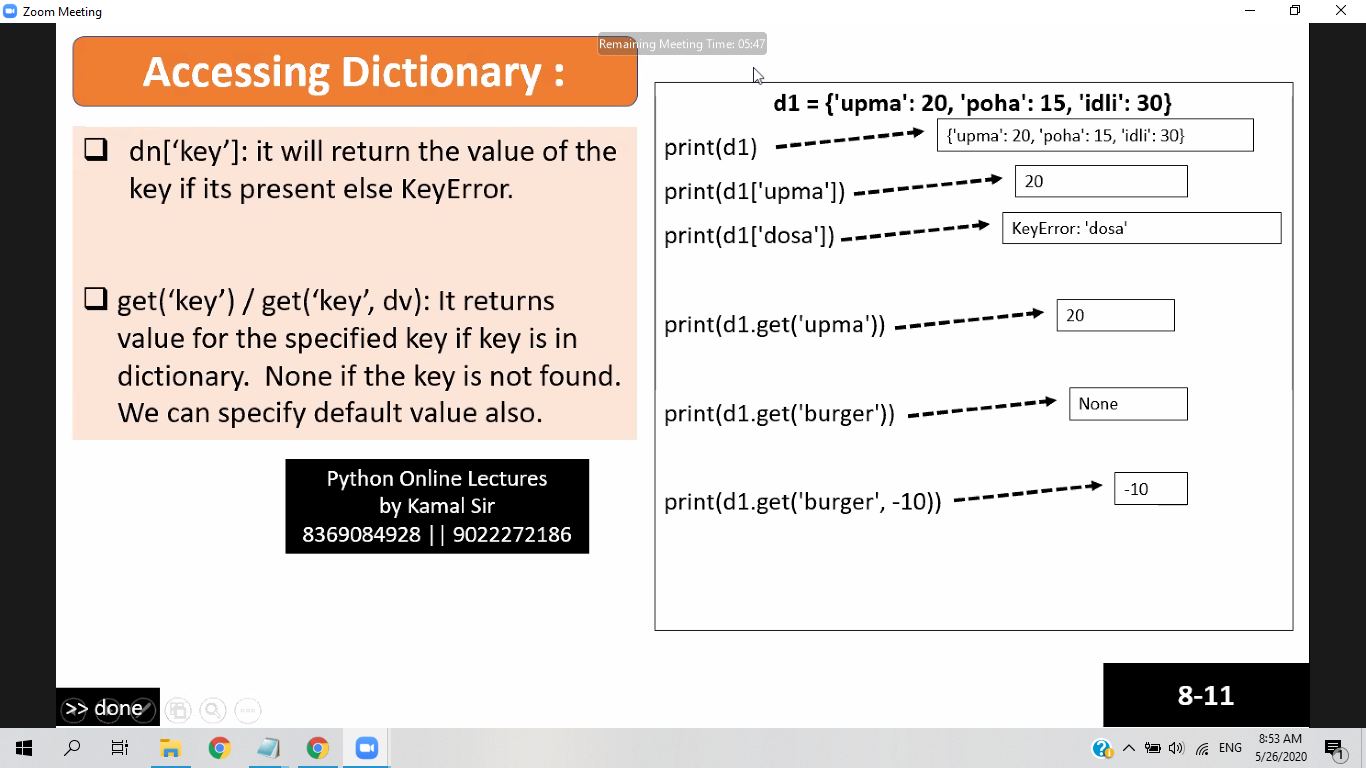 Zoom Meeting
Remaining Meeting Time: 05:47
Accessing Dictionary :
❑ dn[‘key’]: it will return the value of the
key if its present else KeyError.
❑ get(‘key’) / get(‘key’, dv): It returns
value for the specified key if key is in
dictionary.  None if the key is not found.
We can specify default value also.
Python Online Lectures
by Kamal Sir
8369084928 || 9022272186
d1 = {'upma': 20, 'poha': 15, 'idli': 30}
print(d1)
{'upma': 20, 'poha': 15, 'idli': 30}
print(d1['upma'])
20
print(d1['dosa'])
KeyError: 'dosa'
print(d1.get('upma'))
20
print(d1.get('burger'))
None
print(d1.get('burger', -10))
-10
>> done
8-11
ENG
8:53 AM
5/26/2020
1